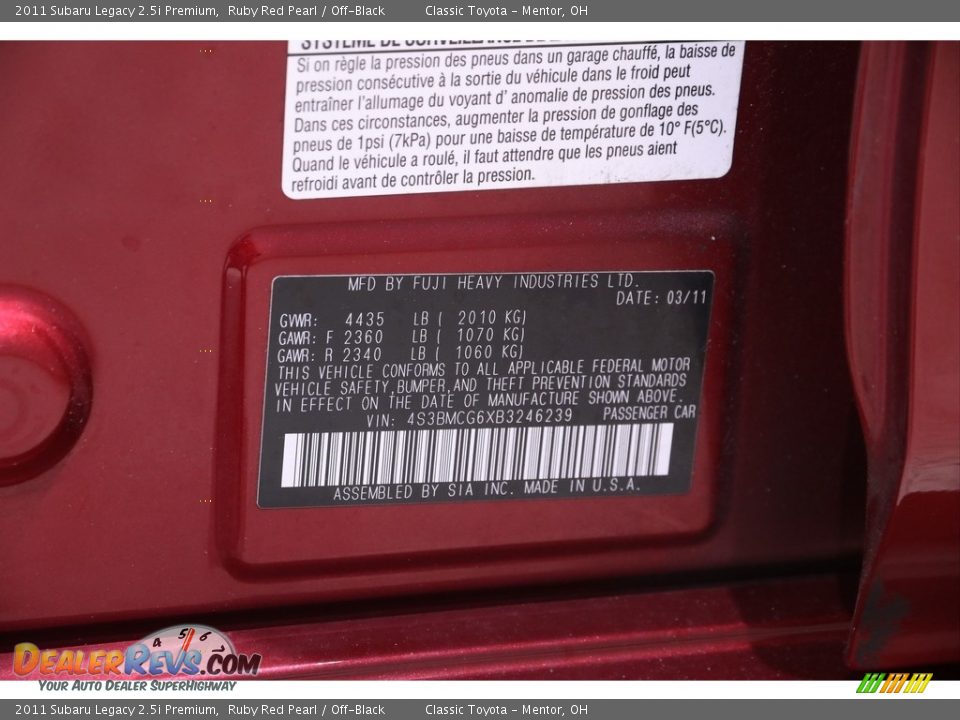 2011 Subaru Legacy 2.5i Premium, Ruby Red Pearl / Off-Black Classic Toyota - Mentor, OH
SYSTÈME DE SURVEILLANCE DE
Si on règle la pression des pneus dans un garage chauffé, la baisse de
pression consécutive à la sortie du véhicule dans le froid peut
entraîner l'allumage du voyant d' anomalie de pression des pneus.
Dans ces circonstances, augmenter la pression de gonflage des
pneus de 1psi (7kPa) pour une baisse de température de 10° F(5°C).
Quand le véhicule a roulé, il faut attendre que les pneus aient
refroidi avant de contrôler la pression.
MFD BY FUJI HEAVY INDUSTRIES LTD.
DATE: 03/11
GVWR: 4435 LB ( 2010 KG)
GAWR: F 2360 LB ( 1070 KG)
GAWR: R 2340 LB ( 1060 KG)
THIS VEHICLE CONFORMS TO ALL APPLICABLE FEDERAL MOTOR
VEHICLE SAFETY,BUMPER,AND THEFT PREVENTION STANDARDS
IN EFFECT ON THE DATE OF MANUFACTURE SHOWN ABOVE.
VIN: 4S3BMCG6XB3246239 PASSENGER CAR
ASSEMBLED BY SIA INC. MADE IN U.S.A.
4 5 6
DEALERREVS.COM
YOUR AUTO DEALER SUPERHIGHWAY
2011 Subaru Legacy 2.5i Premium, Ruby Red Pearl / Off-Black Classic Toyota - Mentor, OH